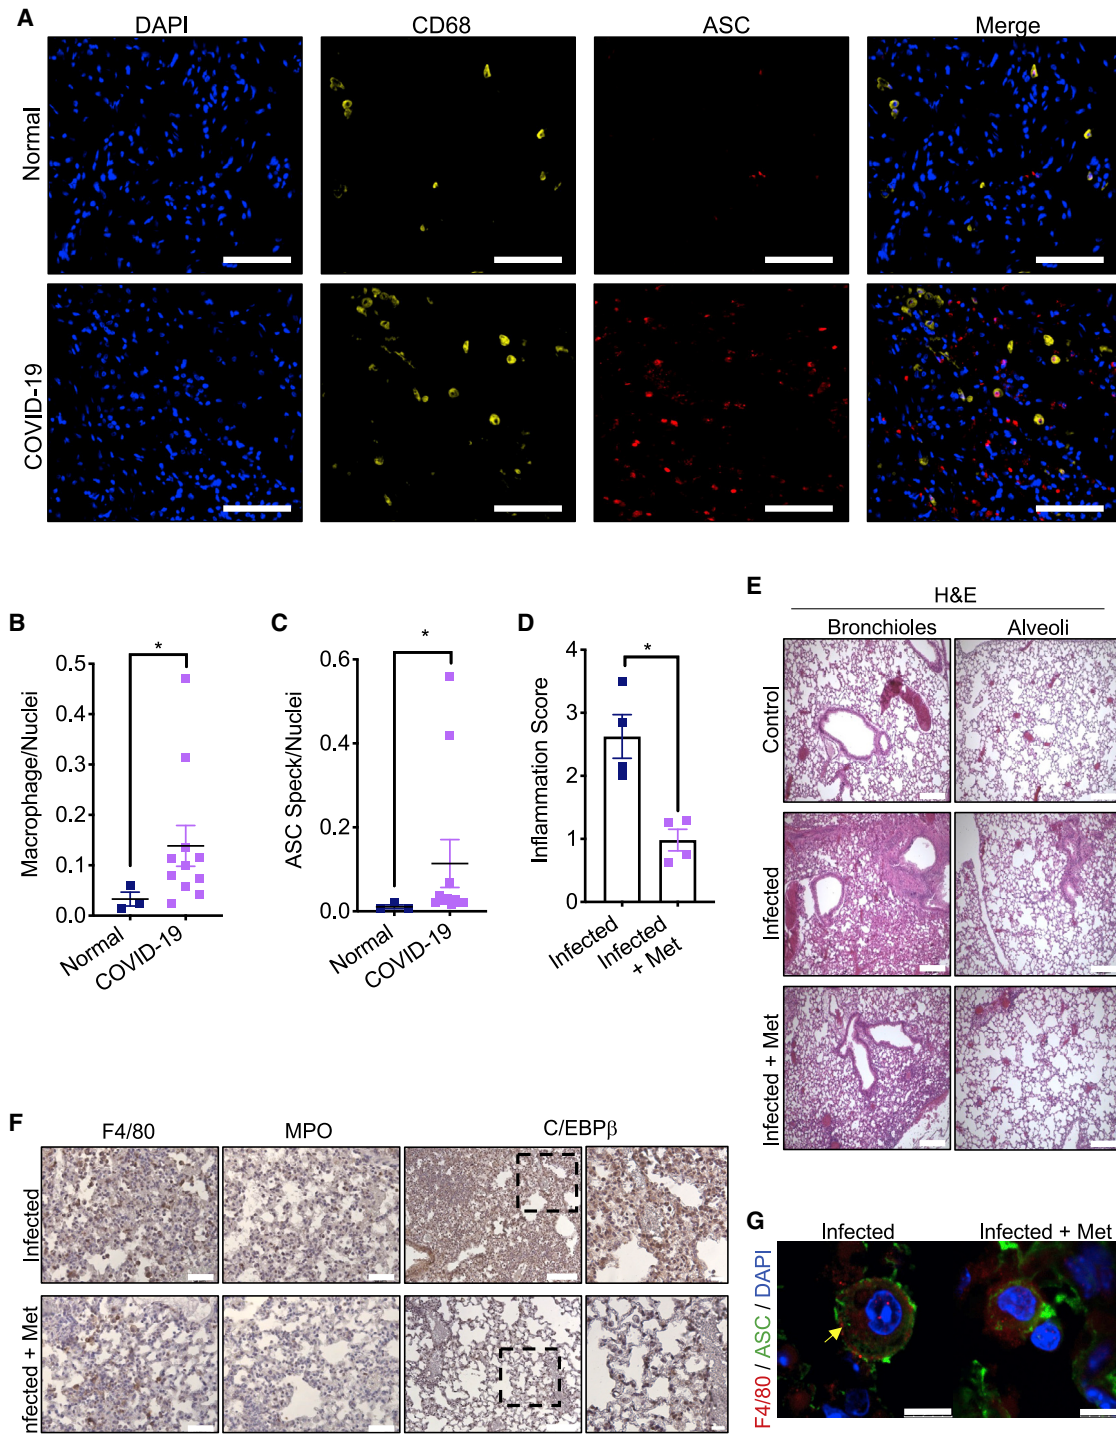 A
DAPI CD68 ASC Merge
Normal
COVID-19
B
*
Macrophage/Nuclei
0.5
0.4
0.3
0.2
0.1
0.0
Normal
COVID-19
C
*
ASC Speck/Nuclei
0.6
0.4
0.2
0.0
Normal
COVID-19
D
*
Inflammation Score
4
3
2
1
0
Infected
Infected
+ Met
E
H&E
Bronchioles Alveoli
Control
Infected
Infected + Met
F
F4/80 MPO C/EBPβ
Infected
nfected + Met
G
Infected Infected + Met
F4/80 / ASC / DAPI